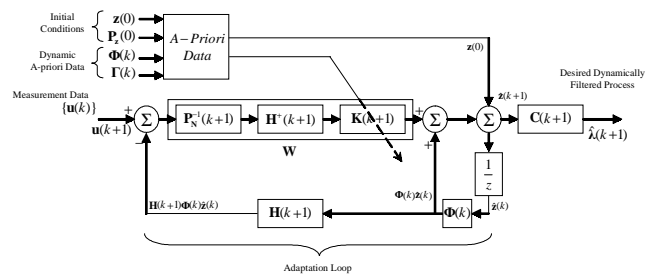 Initial
Conditions
z(0)
P_z(0)
Dynamic
A-priori Data
Φ(k)
Γ(k)
A-Priori
Data
z(0)
Measurement Data
{u(k)}
u(k+1)
+
−
Σ
P_N^{-1}(k+1)
H^+(k+1)
K(k+1)
W
+
+
Σ
Σ
ẑ(k+1)
C(k+1)
Desired Dynamically
Filtered Process
λ̂(k+1)
1
z
ẑ(k)
Φ(k)
Φ(k)ẑ(k)
H(k+1)
H(k+1)Φ(k)ẑ(k)
Adaptation Loop